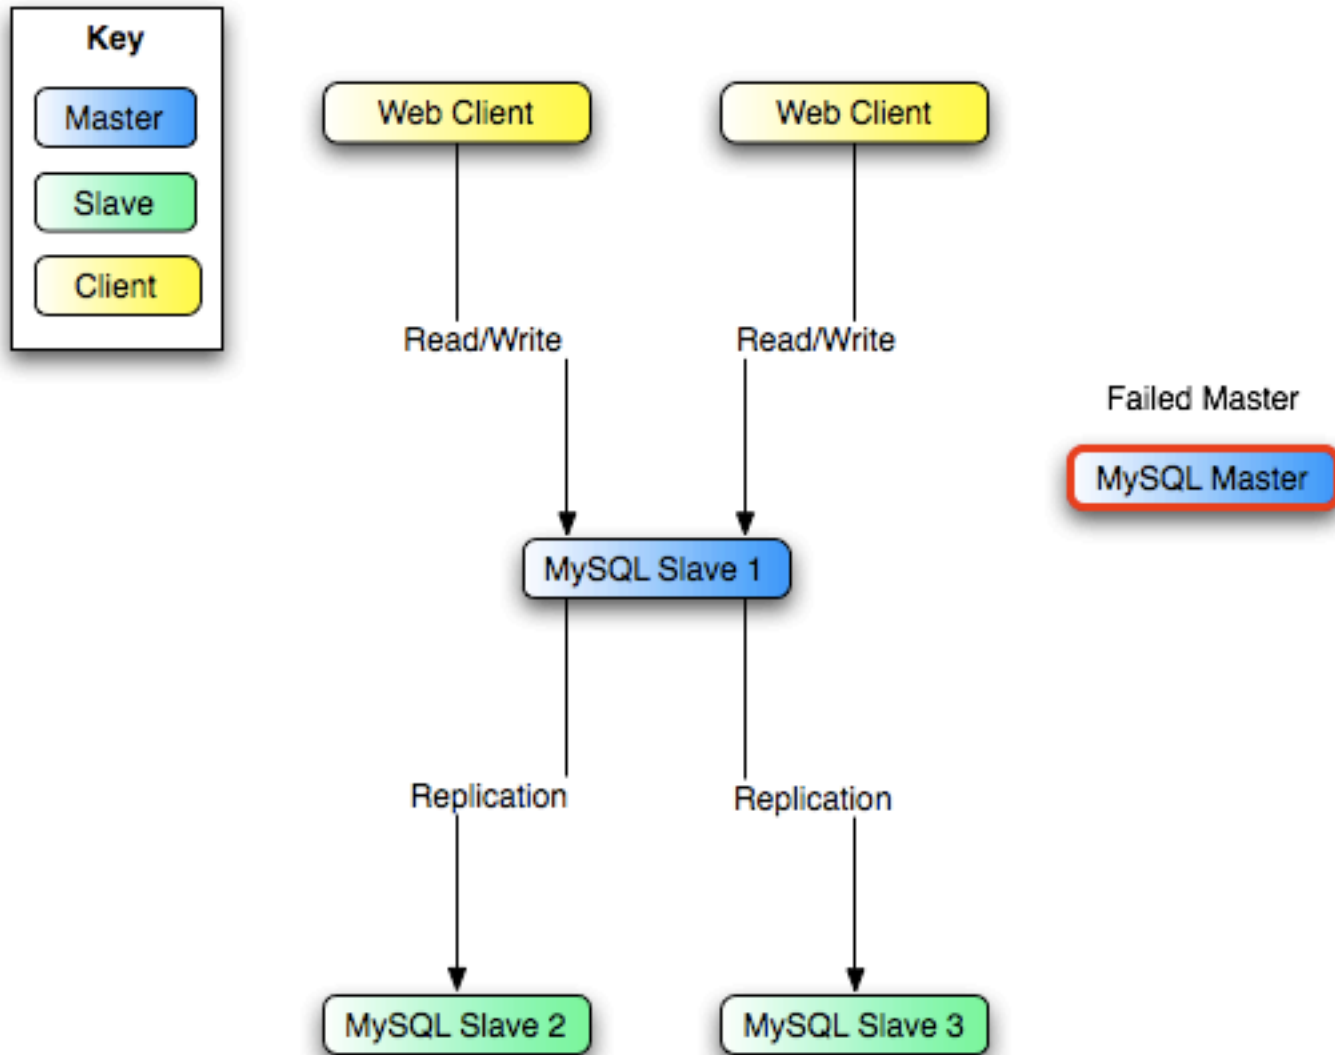 Key
Master
Slave
Client
Web Client
Web Client
Read/Write
Read/Write
Failed Master
MySQL Master
MySQL Slave 1
Replication
Replication
MySQL Slave 2
MySQL Slave 3